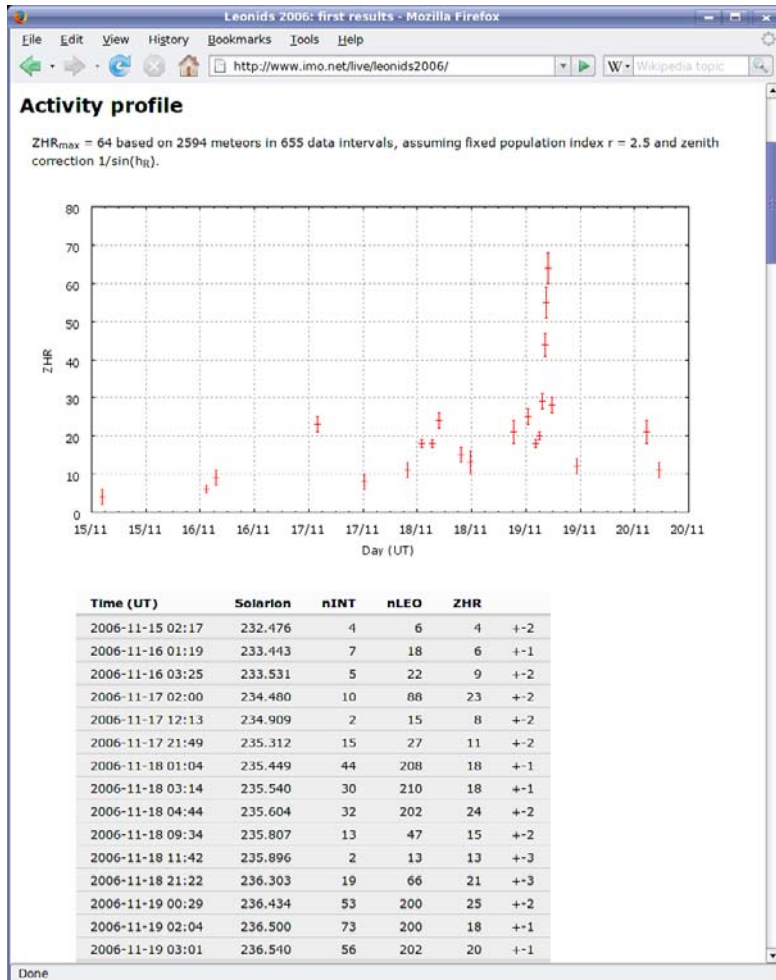 Leonids 2006: first results - Mozilla Firefox
File Edit View History Bookmarks Tools Help
http://www.imo.net/live/leonids2006/ W Wikipedia topic
Activity profile
ZHRmax = 64 based on 2594 meteors in 655 data intervals, assuming fixed population index r = 2.5 and zenith
correction 1/sin(hR).
80
70
60
50
40
30
20
10
0
ZHR
15/11 15/11 16/11 16/11 17/11 17/11 18/11 18/11 19/11 19/11 20/11 20/11
Day (UT)
Time (UT) Solarlon nINT nLEO ZHR
2006-11-15 02:17 232.476 4 6 4 +-2
2006-11-16 01:19 233.443 7 18 6 +-1
2006-11-16 03:25 233.531 5 22 9 +-2
2006-11-17 02:00 234.480 10 88 23 +-2
2006-11-17 12:13 234.909 2 15 8 +-2
2006-11-17 21:49 235.312 15 27 11 +-2
2006-11-18 01:04 235.449 44 208 18 +-1
2006-11-18 03:14 235.540 30 210 18 +-1
2006-11-18 04:44 235.604 32 202 24 +-2
2006-11-18 09:34 235.807 13 47 15 +-2
2006-11-18 11:42 235.896 2 13 13 +-3
2006-11-18 21:22 236.303 19 66 21 +-3
2006-11-19 00:29 236.434 53 200 25 +-2
2006-11-19 02:04 236.500 73 200 18 +-1
2006-11-19 03:01 236.540 56 202 20 +-1
Done